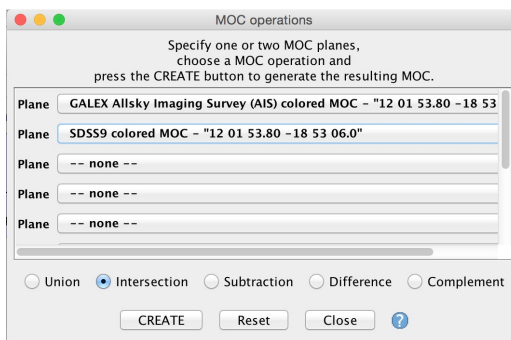 MOC operations
Specify one or two MOC planes,
choose a MOC operation and
press the CREATE button to generate the resulting MOC.
Plane GALEX Allsky Imaging Survey (AIS) colored MOC - "12 01 53.80 -18 53
Plane SDSS9 colored MOC - "12 01 53.80 -18 53 06.0"
Plane -- none --
Plane -- none --
Plane -- none --
Union Intersection Subtraction Difference Complement
CREATE Reset Close ?